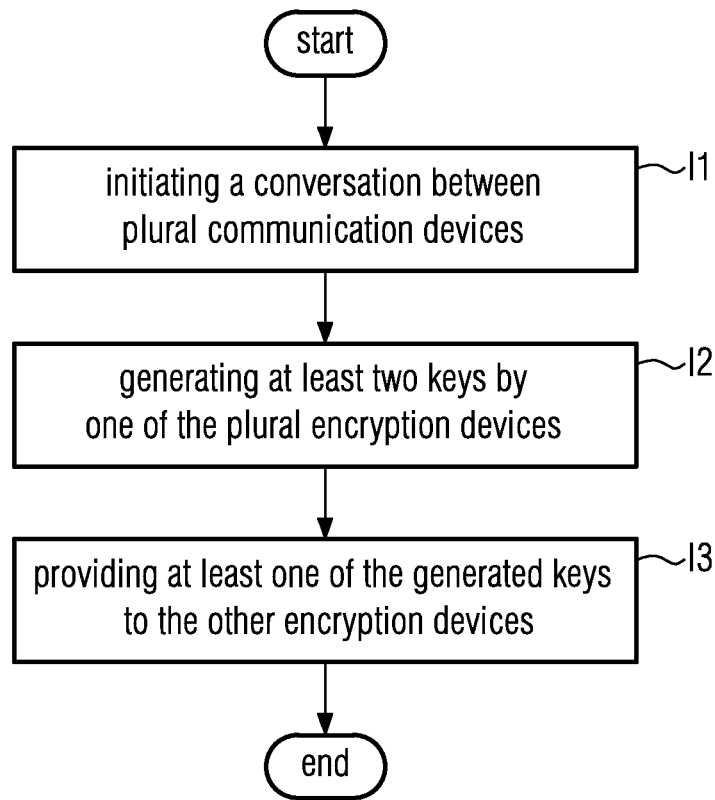 start
initiating a conversation between
plural communication devices
I1
generating at least two keys by
one of the plural encryption devices
I2
providing at least one of the generated keys
to the other encryption devices
I3
end